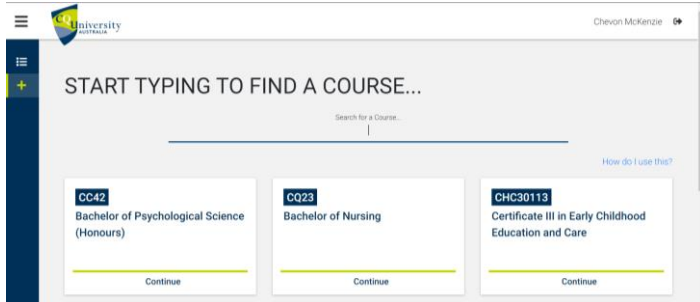 CQUniversity
AUSTRALIA
Chevon McKenzie
START TYPING TO FIND A COURSE...
Search for a Course...
How do I use this?
CC42
Bachelor of Psychological Science
(Honours)
Continue
CQ23
Bachelor of Nursing
Continue
CHC30113
Certificate III in Early Childhood
Education and Care
Continue